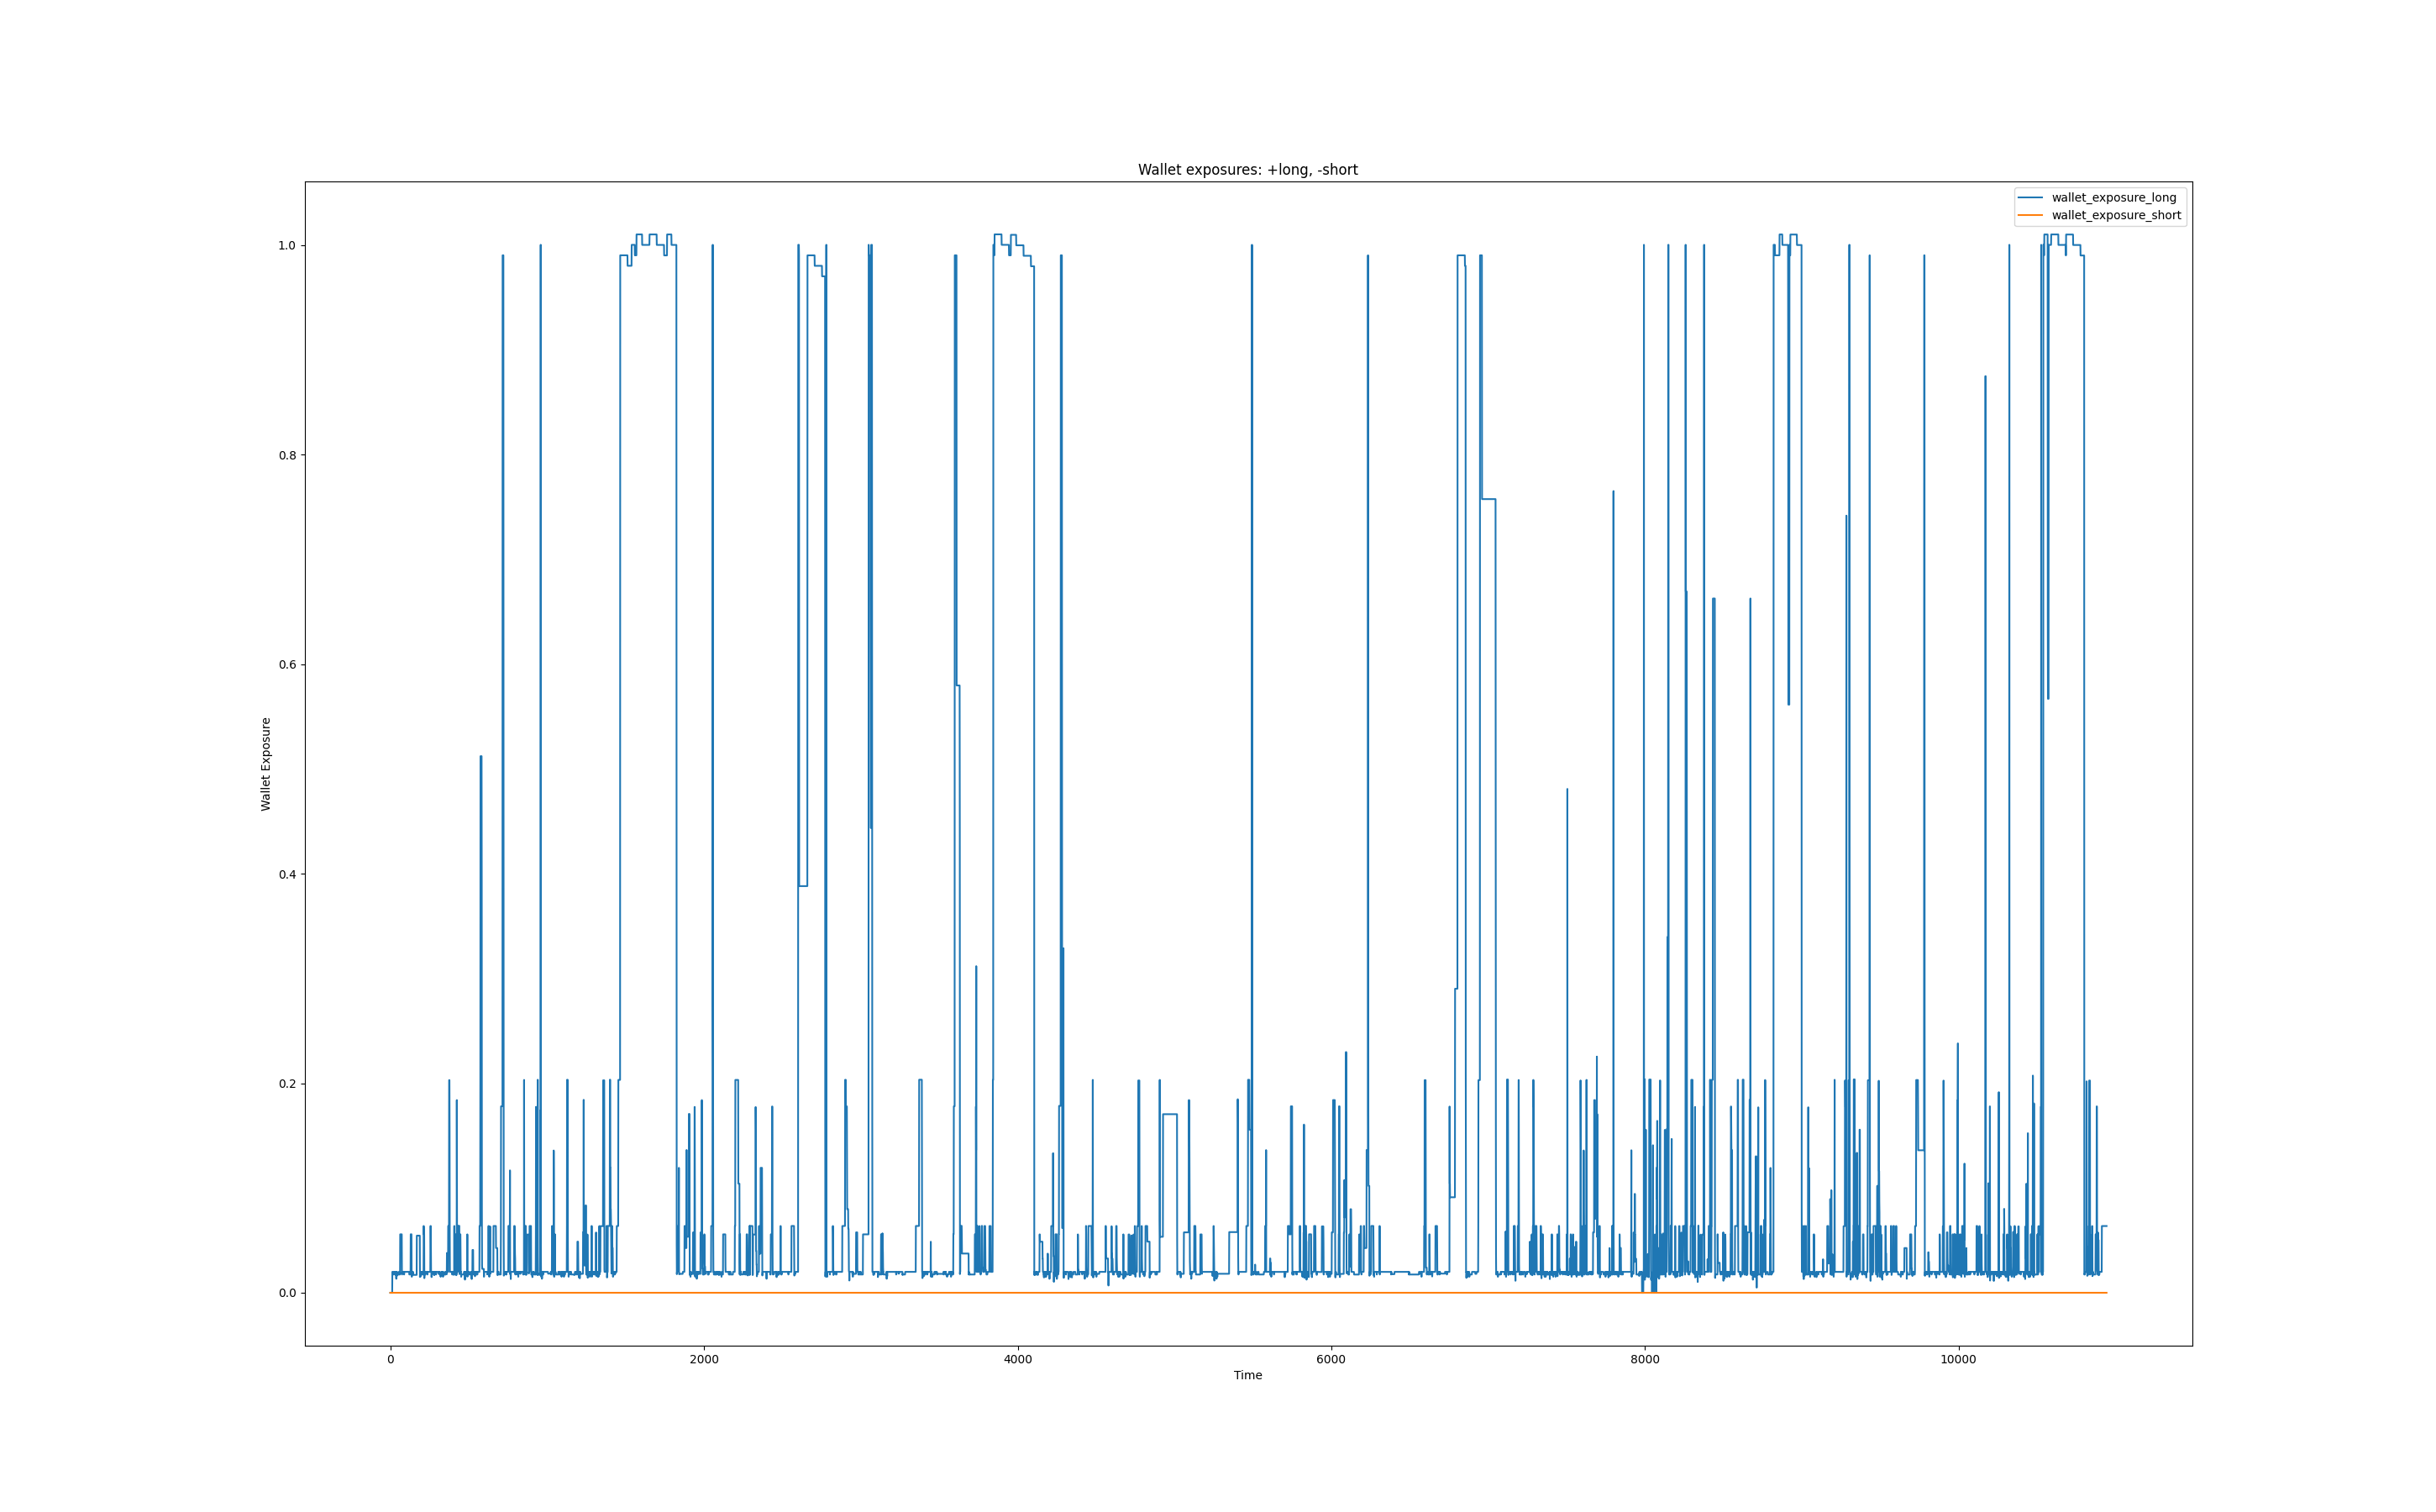 Wallet exposures: +long, -short
wallet_exposure_long
wallet_exposure_short
1.0
0.8
0.6
0.4
0.2
0.0
Wallet Exposure
0 2000 4000 6000 8000 10000
Time